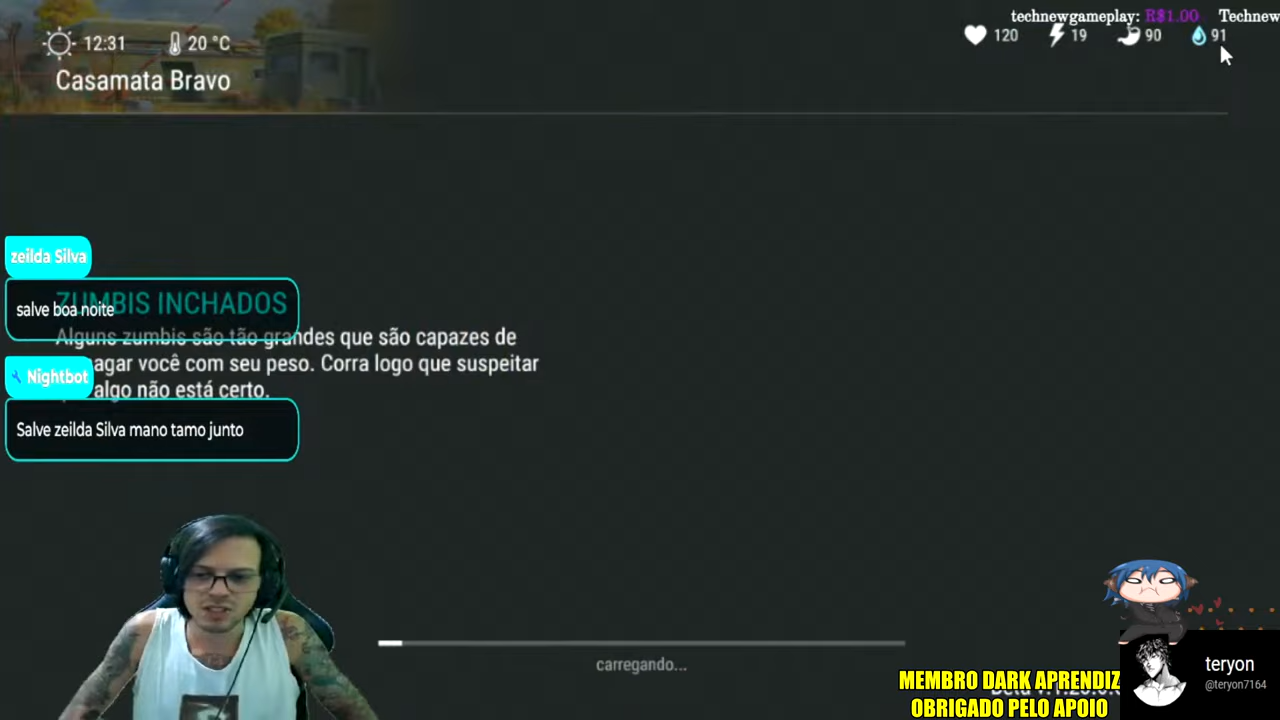 technewgameplay: R$1.00 Technew
12:31 20 °C
120 19 90 91
Casamata Bravo
zeilda Silva
ZUMBIS INCHADOS
salve boa noite
Alguns zumbis são tão grandes que são capazes de
agar você com seu peso. Corra logo que suspeitar
algo não está certo.
Nightbot
Salve zeilda Silva mano tamo junto
carregando...
teryon
@teryon7164
MEMBRO DARK APRENDIZ
OBRIGADO PELO APOIO